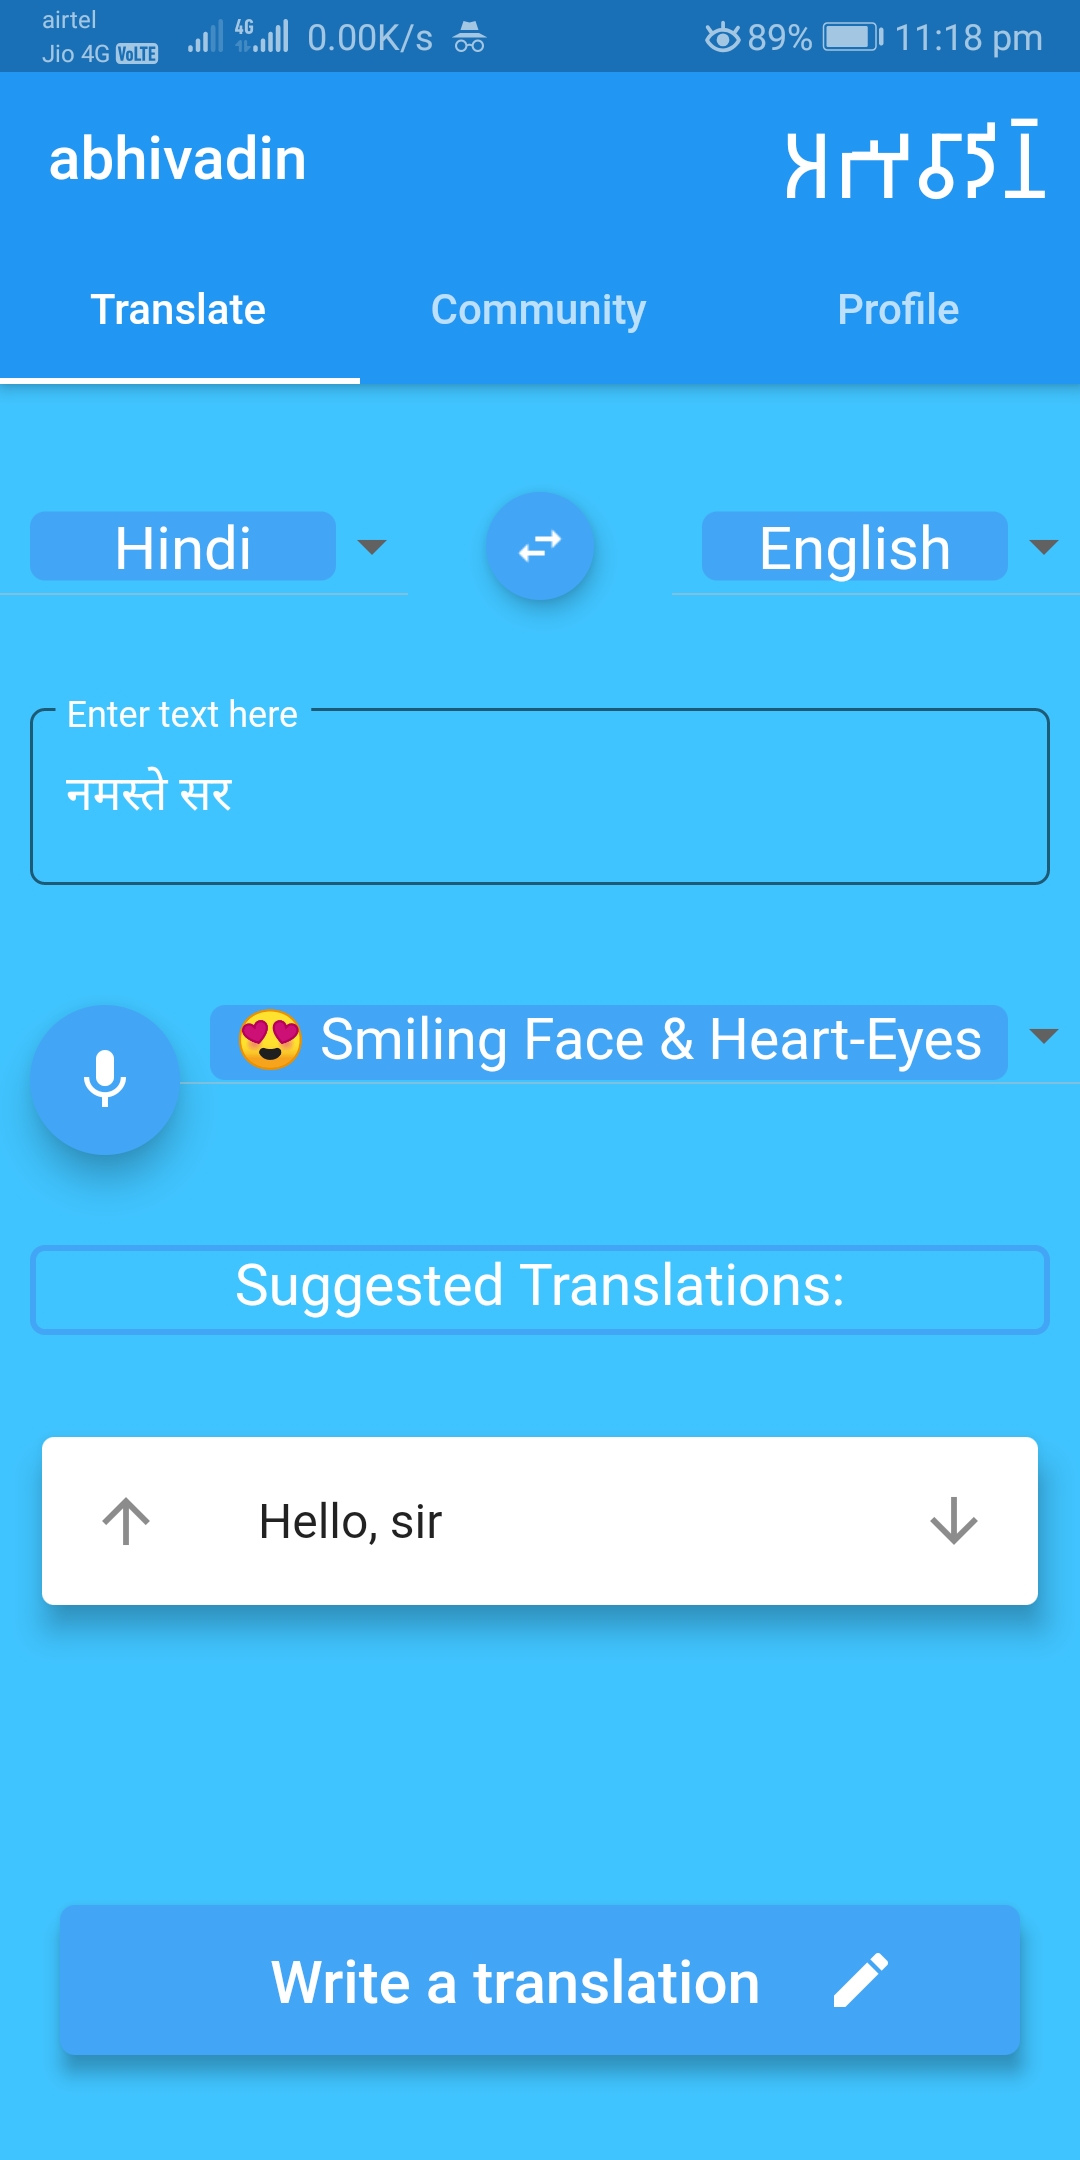 airtel
Jio 4G VoLTE 4G 0.00K/s 89% 11:18 pm
abhivadin 𑀅𑀪𑀺𑀯𑀸𑀤𑀺𑀦𑁆
Translate Community Profile
Hindi English
Enter text here
नमस्ते सर
😍 Smiling Face & Heart-Eyes
Suggested Translations:
Hello, sir
Write a translation